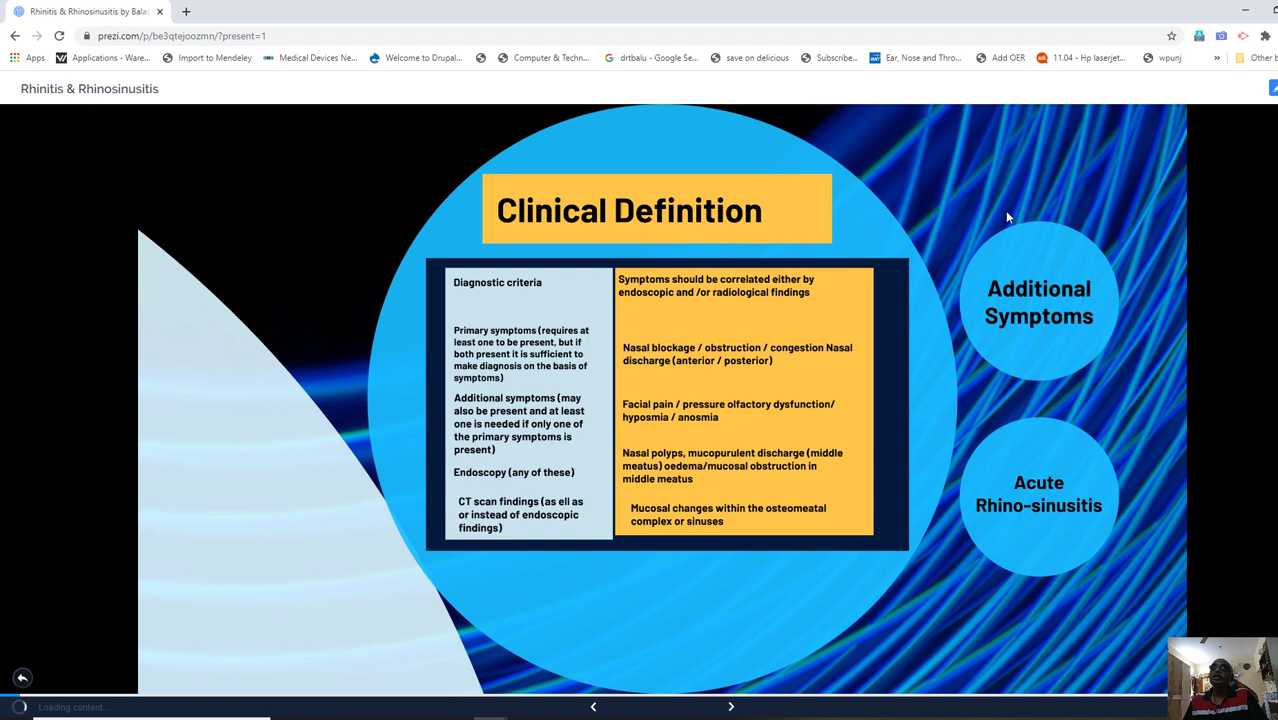 Rhinitis & Rhinosinusitis by Balas
prezi.com/p/be3qtejoozmn/?present=1
Apps Applications - Ware... Import to Mendeley Medical Devices Ne... Welcome to Drupal... Computer & Techn... drtbalu - Google Se... save on delicious Subscribe... Ear, Nose and Thro... Add OER 11.04 - Hp laserjet... wpunj » Other b
Rhinitis & Rhinosinusitis
Clinical Definition
Diagnostic criteria
Symptoms should be correlated either by
endoscopic and /or radiological findings
Primary symptoms (requires at
least one to be present, but if
both present it is sufficient to
make diagnosis on the basis of
symptoms)
Nasal blockage / obstruction / congestion Nasal
discharge (anterior / posterior)
Additional symptoms (may
also be present and at least
one is needed if only one of
the primary symptoms is
present)
Facial pain / pressure olfactory dysfunction/
hyposmia / anosmia
Endoscopy (any of these)
Nasal polyps, mucopurulent discharge (middle
meatus) oedema/mucosal obstruction in
middle meatus
CT scan findings (as ell as
or instead of endoscopic
findings)
Mucosal changes within the osteomeatal
complex or sinuses
Additional
Symptoms
Acute
Rhino-sinusitis
Loading content...